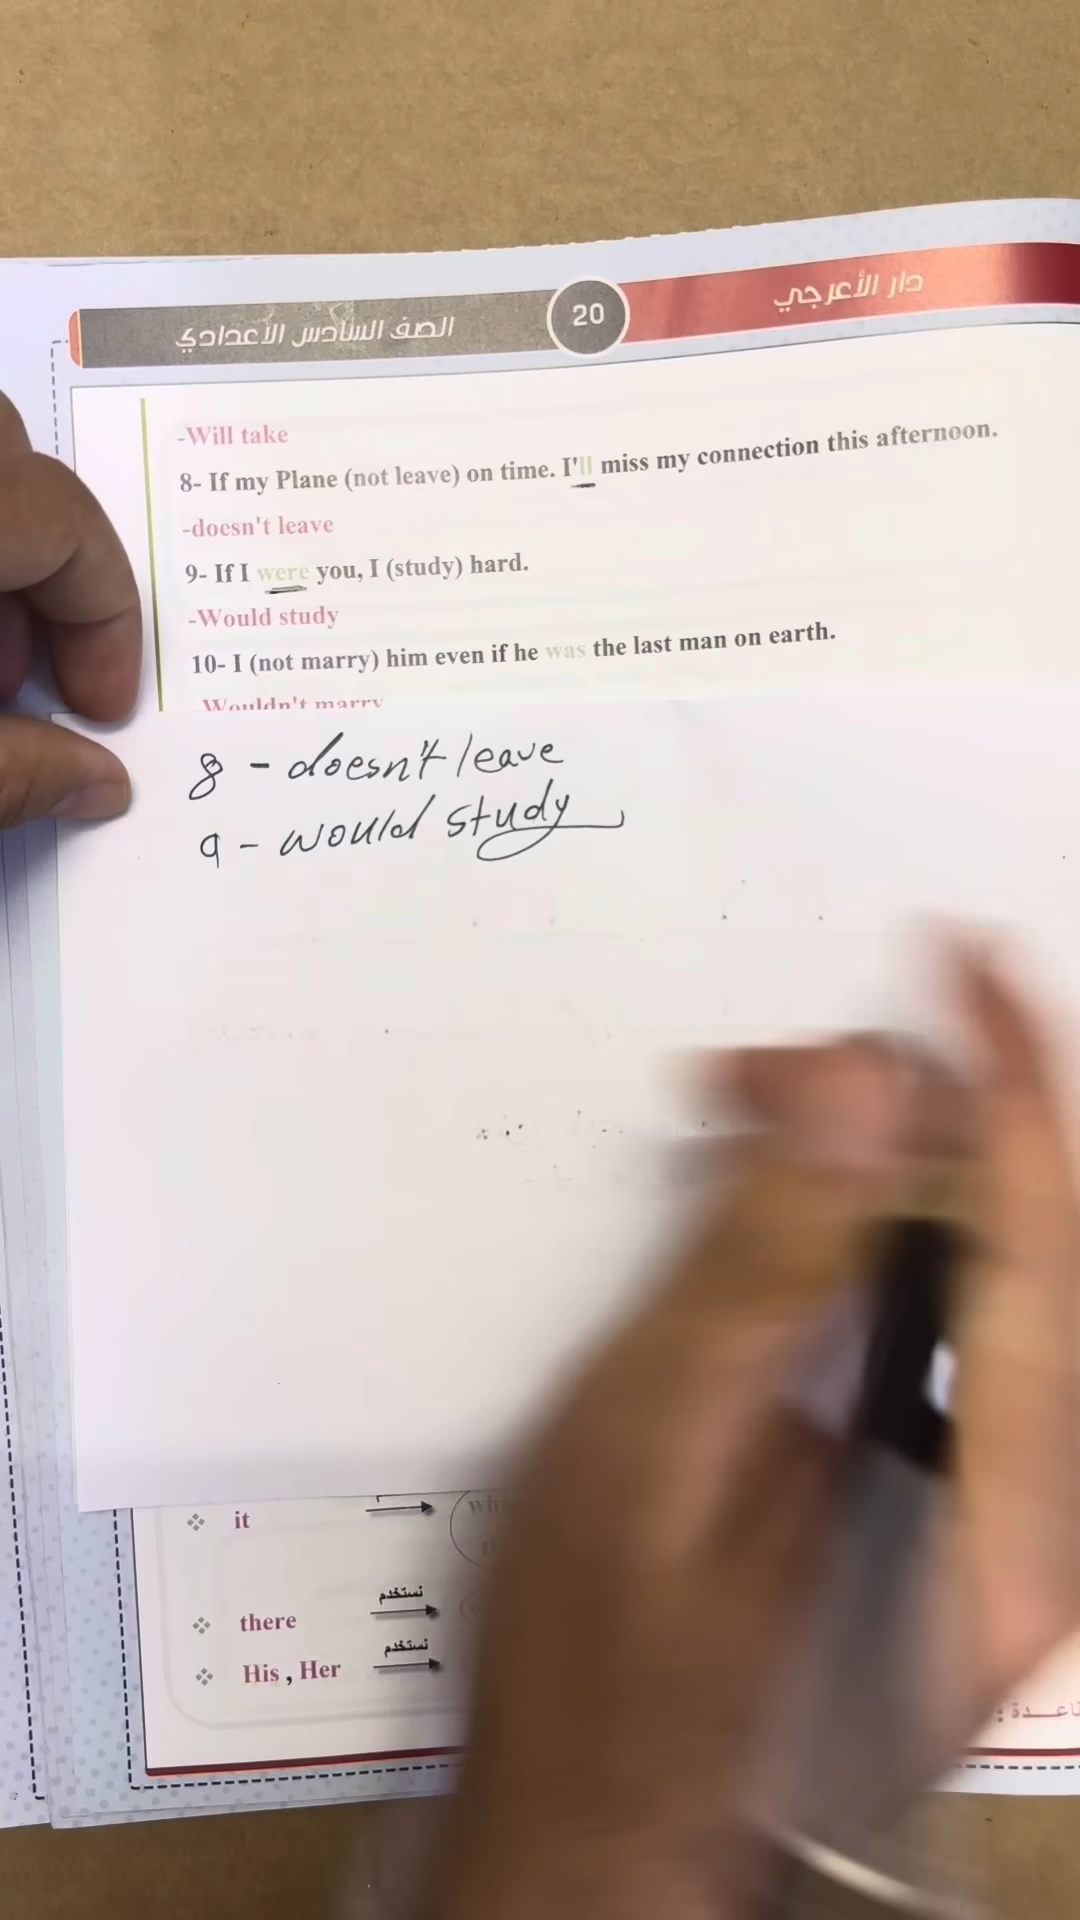 دار الأعرجي
20
الصف السادس الاعدادي
-Will take
8- If my Plane (not leave) on time. I'll miss my connection this afternoon.
-doesn't leave
9- If I were you, I (study) hard.
-Would study
10- I (not marry) him even if he was the last man on earth.
Wouldn't marry
8 - doesn't leave
9 - would study
it
there نستخدم
His , Her نستخدم